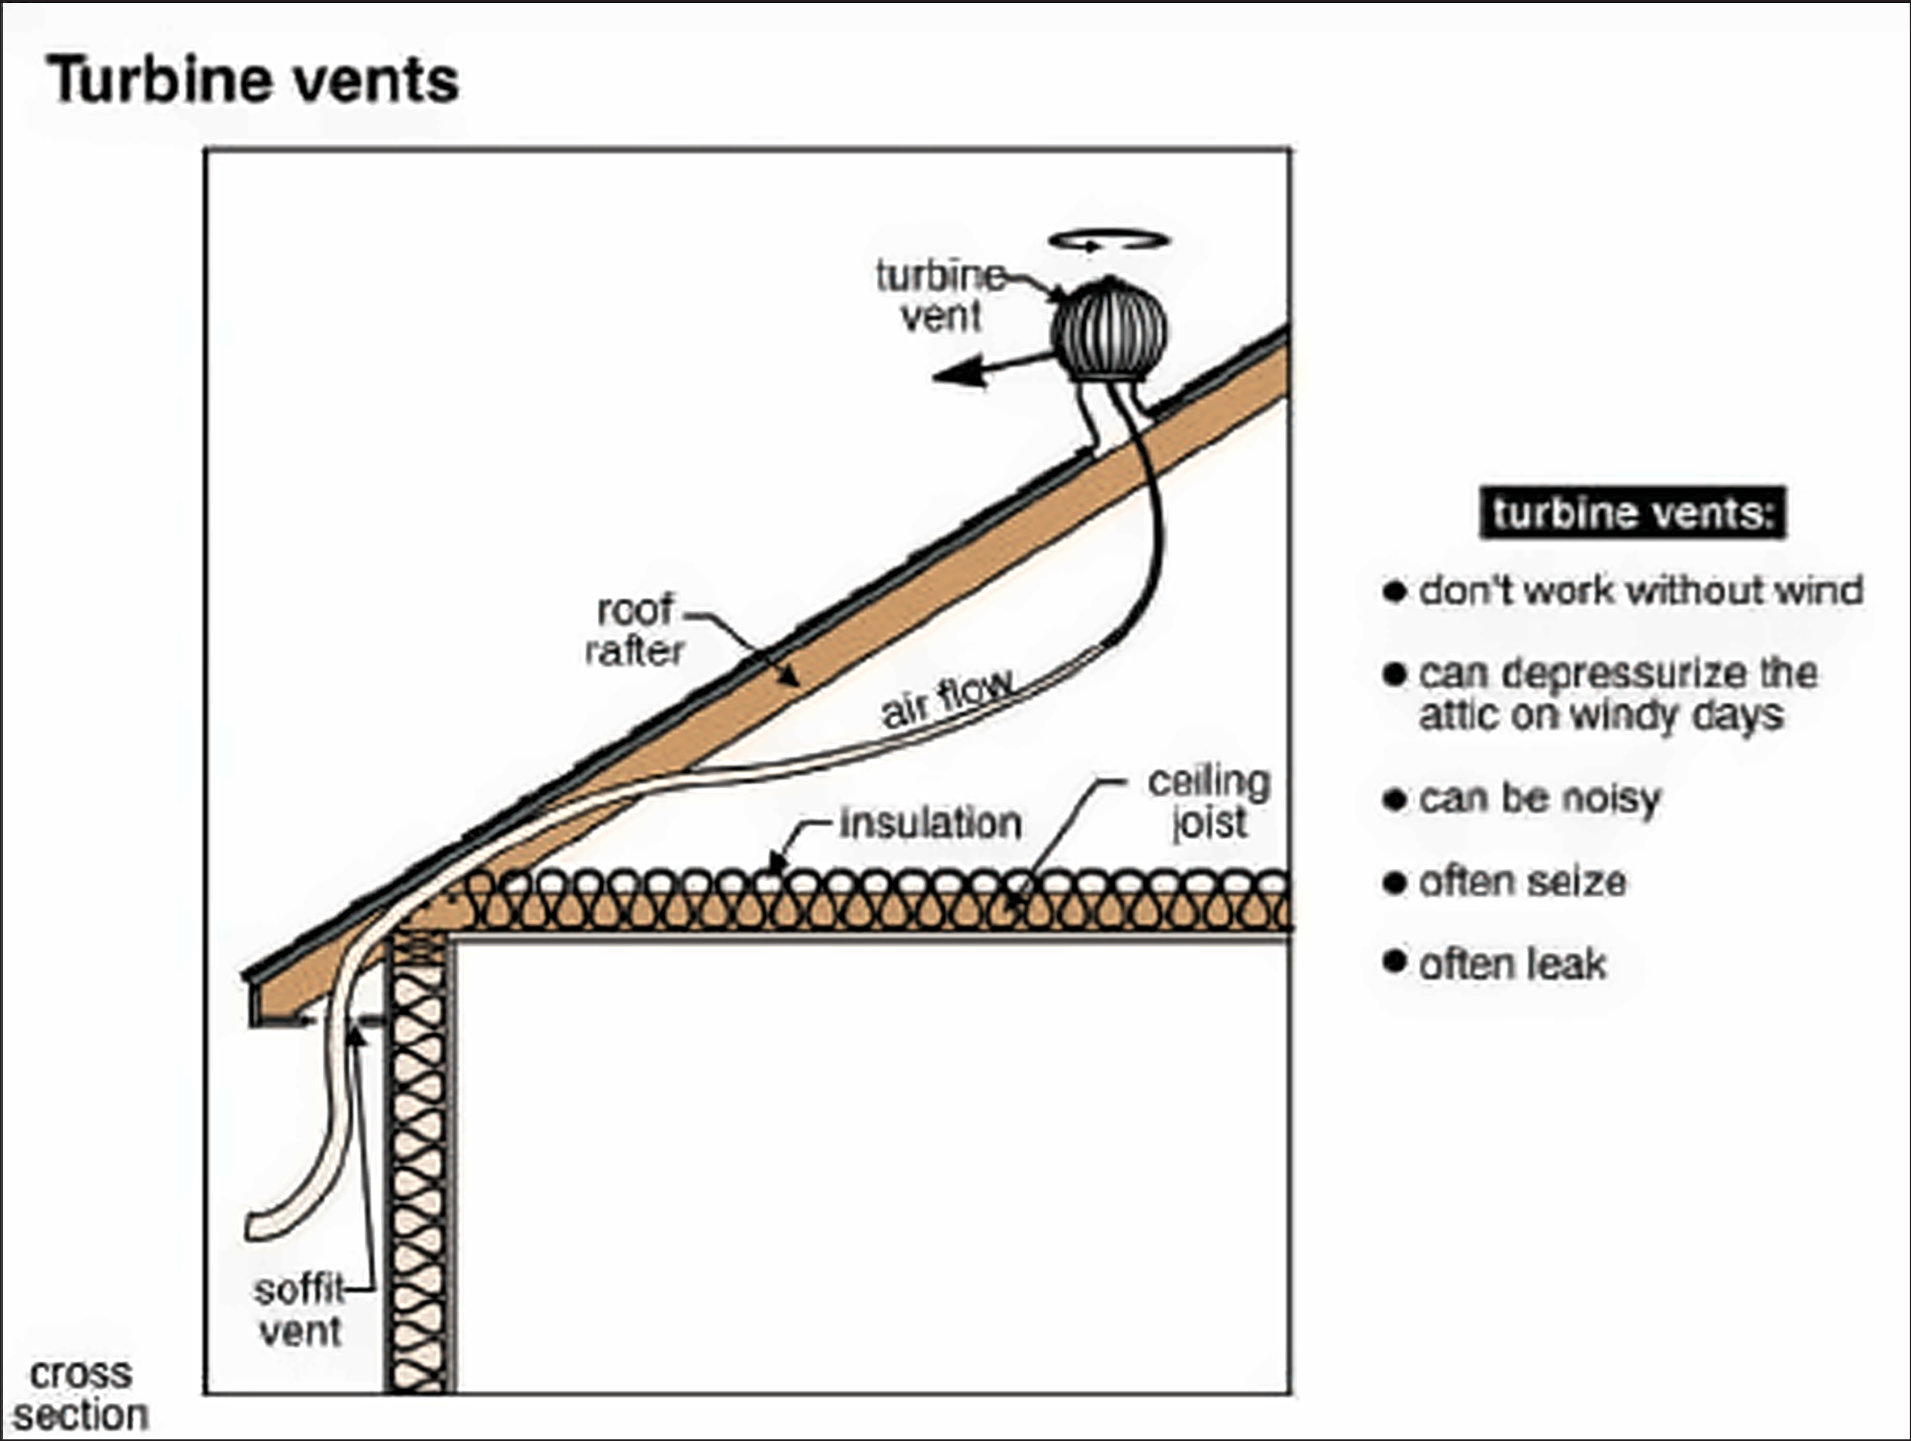 Turbine vents
turbine
vent
roof
rafter
air flow
ceiling
joist
insulation
soffit
vent
cross
section
turbine vents:
● don't work without wind
● can depressurize the
attic on windy days
● can be noisy
● often seize
● often leak